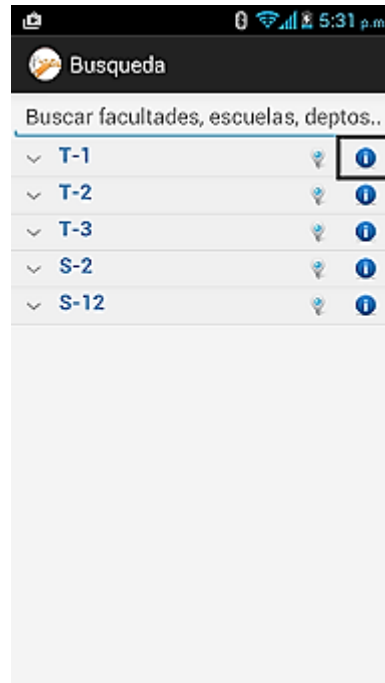 5:31 p.m
Busqueda
Buscar facultades, escuelas, deptos..
T-1
T-2
T-3
S-2
S-12